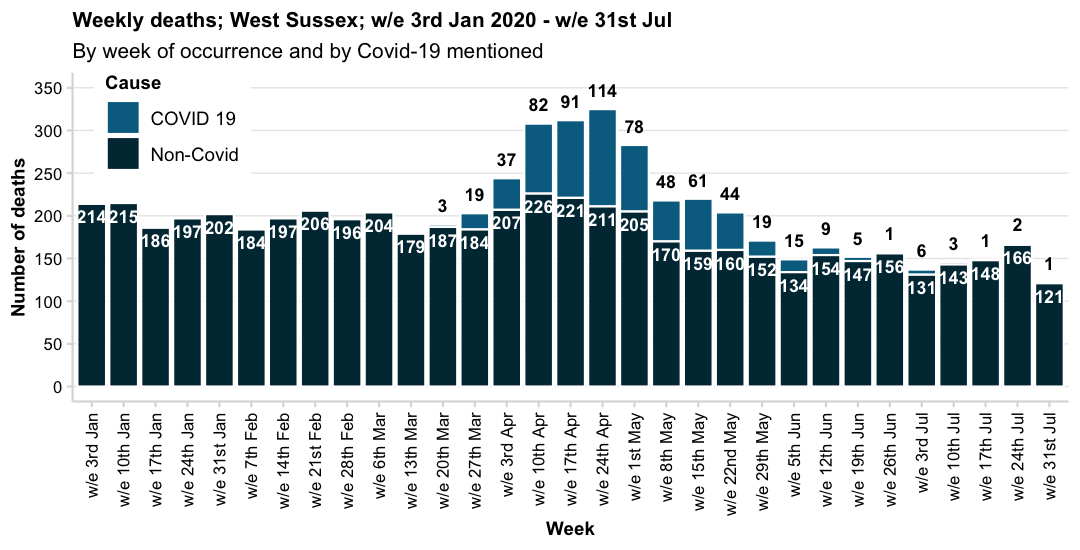 Weekly deaths; West Sussex; w/e 3rd Jan 2020 - w/e 31st Jul
By week of occurrence and by Covid-19 mentioned
Cause
COVID 19
Non-Covid
Number of deaths
350
300
250
200
150
100
50
0
3 19 37 82 91 114 78 48 61 44 19 15 9 5 1 6 3 1 2 1
214 215 186 197 202 184 197 206 196 204 179 187 184 207 226 221 211 205 170 159 160 152 134 154 147 156 131 143 148 166 121
w/e 3rd Jan
w/e 10th Jan
w/e 17th Jan
w/e 24th Jan
w/e 31st Jan
w/e 7th Feb
w/e 14th Feb
w/e 21st Feb
w/e 28th Feb
w/e 6th Mar
w/e 13th Mar
w/e 20th Mar
w/e 27th Mar
w/e 3rd Apr
w/e 10th Apr
w/e 17th Apr
w/e 24th Apr
w/e 1st May
w/e 8th May
w/e 15th May
w/e 22nd May
w/e 29th May
w/e 5th Jun
w/e 12th Jun
w/e 19th Jun
w/e 26th Jun
w/e 3rd Jul
w/e 10th Jul
w/e 17th Jul
w/e 24th Jul
w/e 31st Jul
Week